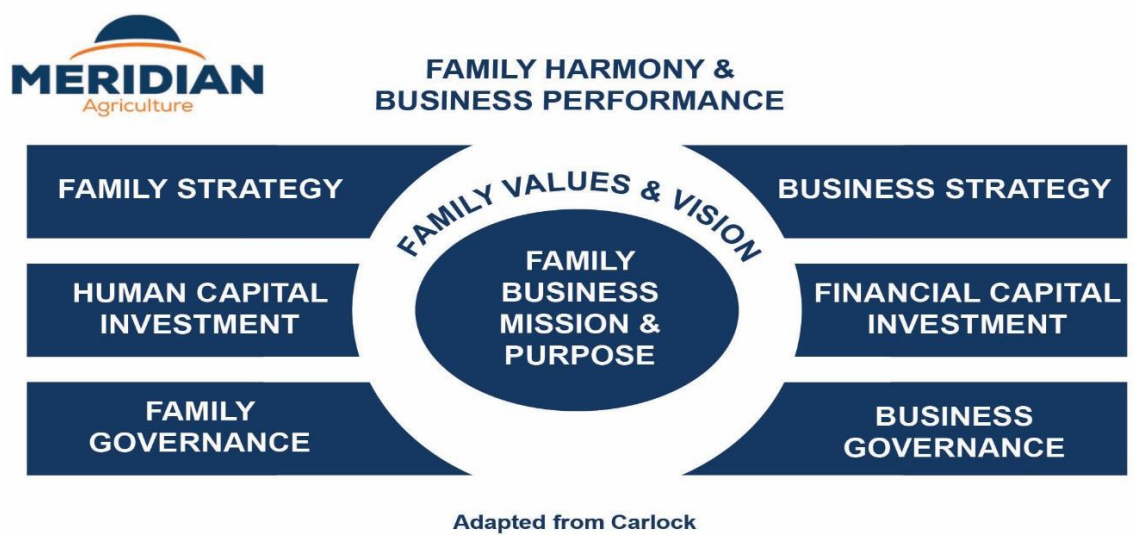 MERIDIAN
Agriculture
FAMILY HARMONY &
BUSINESS PERFORMANCE
FAMILY STRATEGY
FAMILY VALUES & VISION
BUSINESS STRATEGY
HUMAN CAPITAL
INVESTMENT
FAMILY
BUSINESS
MISSION &
PURPOSE
FINANCIAL CAPITAL
INVESTMENT
FAMILY
GOVERNANCE
BUSINESS
GOVERNANCE
Adapted from Carlock